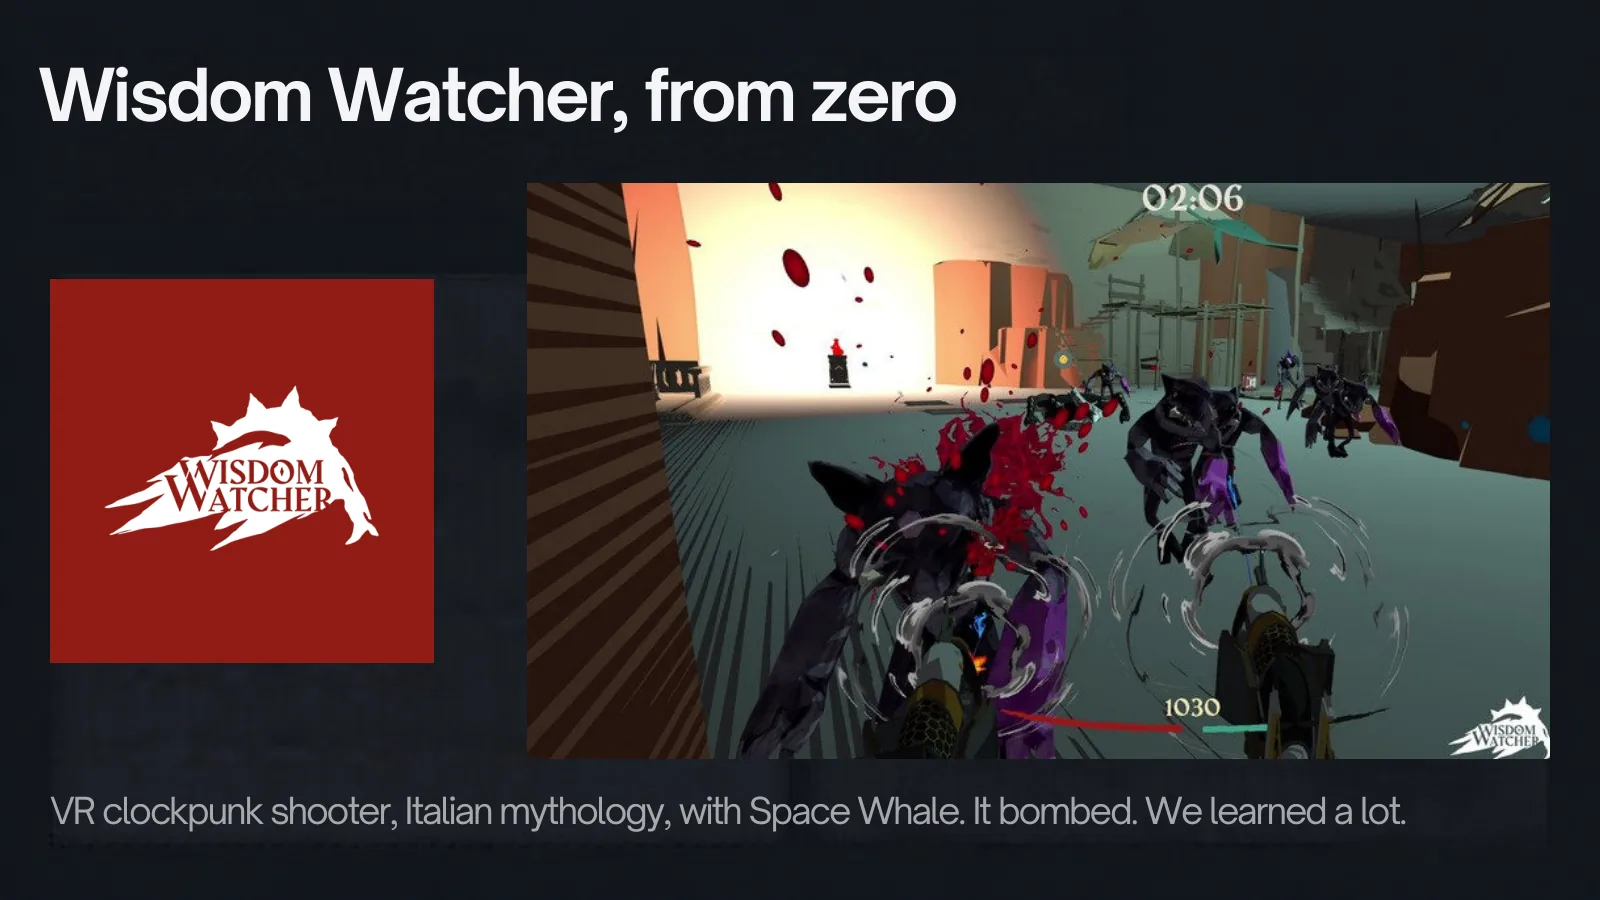 Wisdom Watcher, from zero
WISDOM
WATCHER
02:06
1030
WISDOM
WATCHER
VR clockpunk shooter, Italian mythology, with Space Whale. It bombed. We learned a lot.